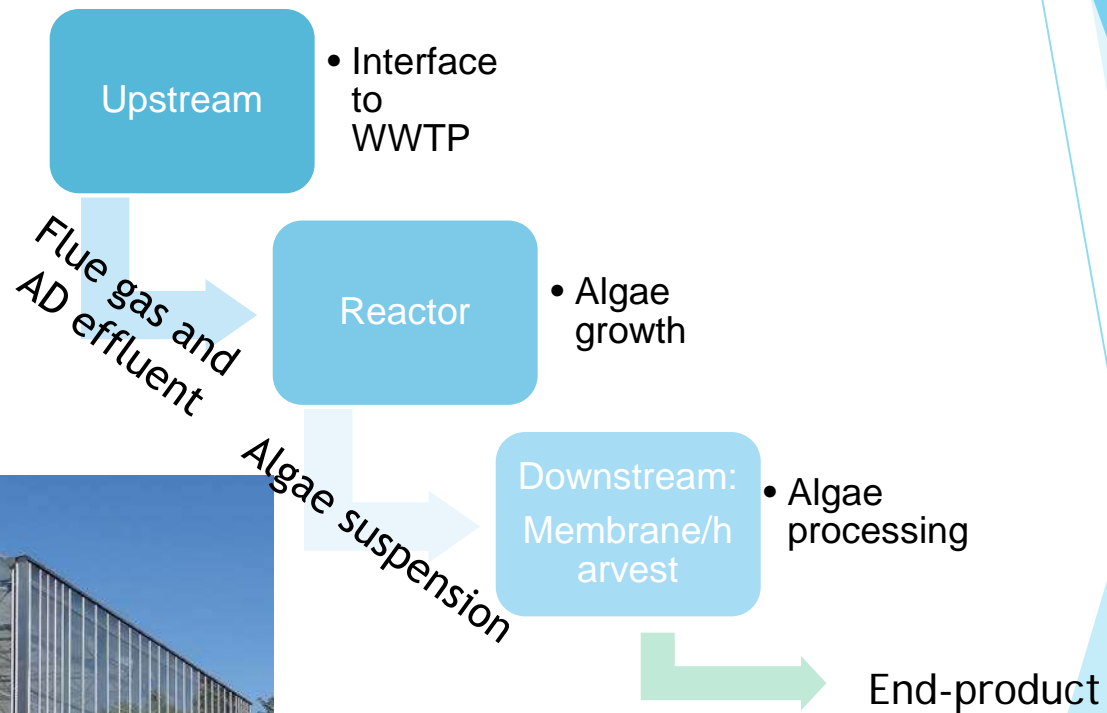 Upstream
• Interface
to
WWTP
Flue gas and
AD effluent
Reactor
• Algae
growth
Algae suspension
Downstream:
Membrane/h
arvest
• Algae
processing
End-product